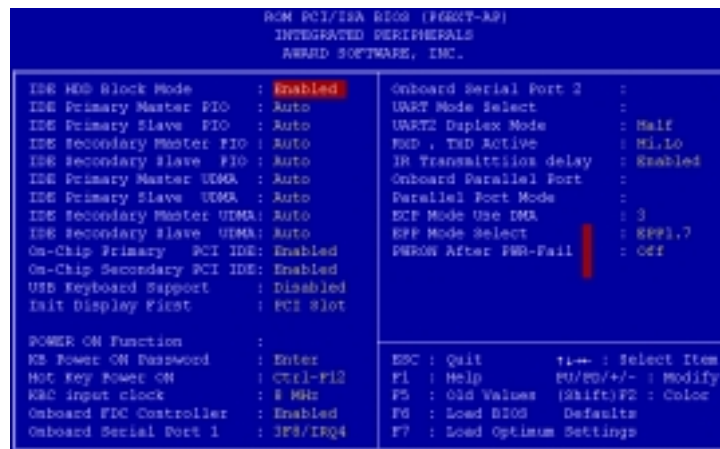 ROM PCI/ISA BIOS (P6BXT-AP)
INTEGRATED PERIPHERALS
AWARD SOFTWARE, INC.
IDE HDD Block Mode : Enabled
IDE Primary Master PIO : Auto
IDE Primary Slave PIO : Auto
IDE Secondary Master PIO : Auto
IDE Secondary Slave PIO : Auto
IDE Primary Master UDMA : Auto
IDE Primary Slave UDMA : Auto
IDE Secondary Master UDMA: Auto
IDE Secondary Slave UDMA: Auto
On-Chip Primary PCI IDE: Enabled
On-Chip Secondary PCI IDE: Enabled
USB Keyboard Support : Disabled
Init Display First : PCI Slot
POWER ON Function :
KB Power ON Password : Enter
Hot Key Power ON : Ctrl-F12
KBC input clock : 8 MHz
Onboard FDC Controller : Enabled
Onboard Serial Port 1 : 3F8/IRQ4
Onboard Serial Port 2 :
UART Mode Select :
UART2 Duplex Mode : Half
RxD , TxD Active : Hi,Lo
IR Transmittiion delay : Enabled
Onboard Parallel Port :
Parallel Port Mode :
ECP Mode Use DMA : 3
EPP Mode Select : EPP1.7
PWRON After PWR-Fail : Off
ESC : Quit ↑↓→← : Select Item
F1 : Help PU/PD/+/- : Modify
F5 : Old Values (Shift)F2 : Color
F6 : Load BIOS Defaults
F7 : Load Optimum Settings